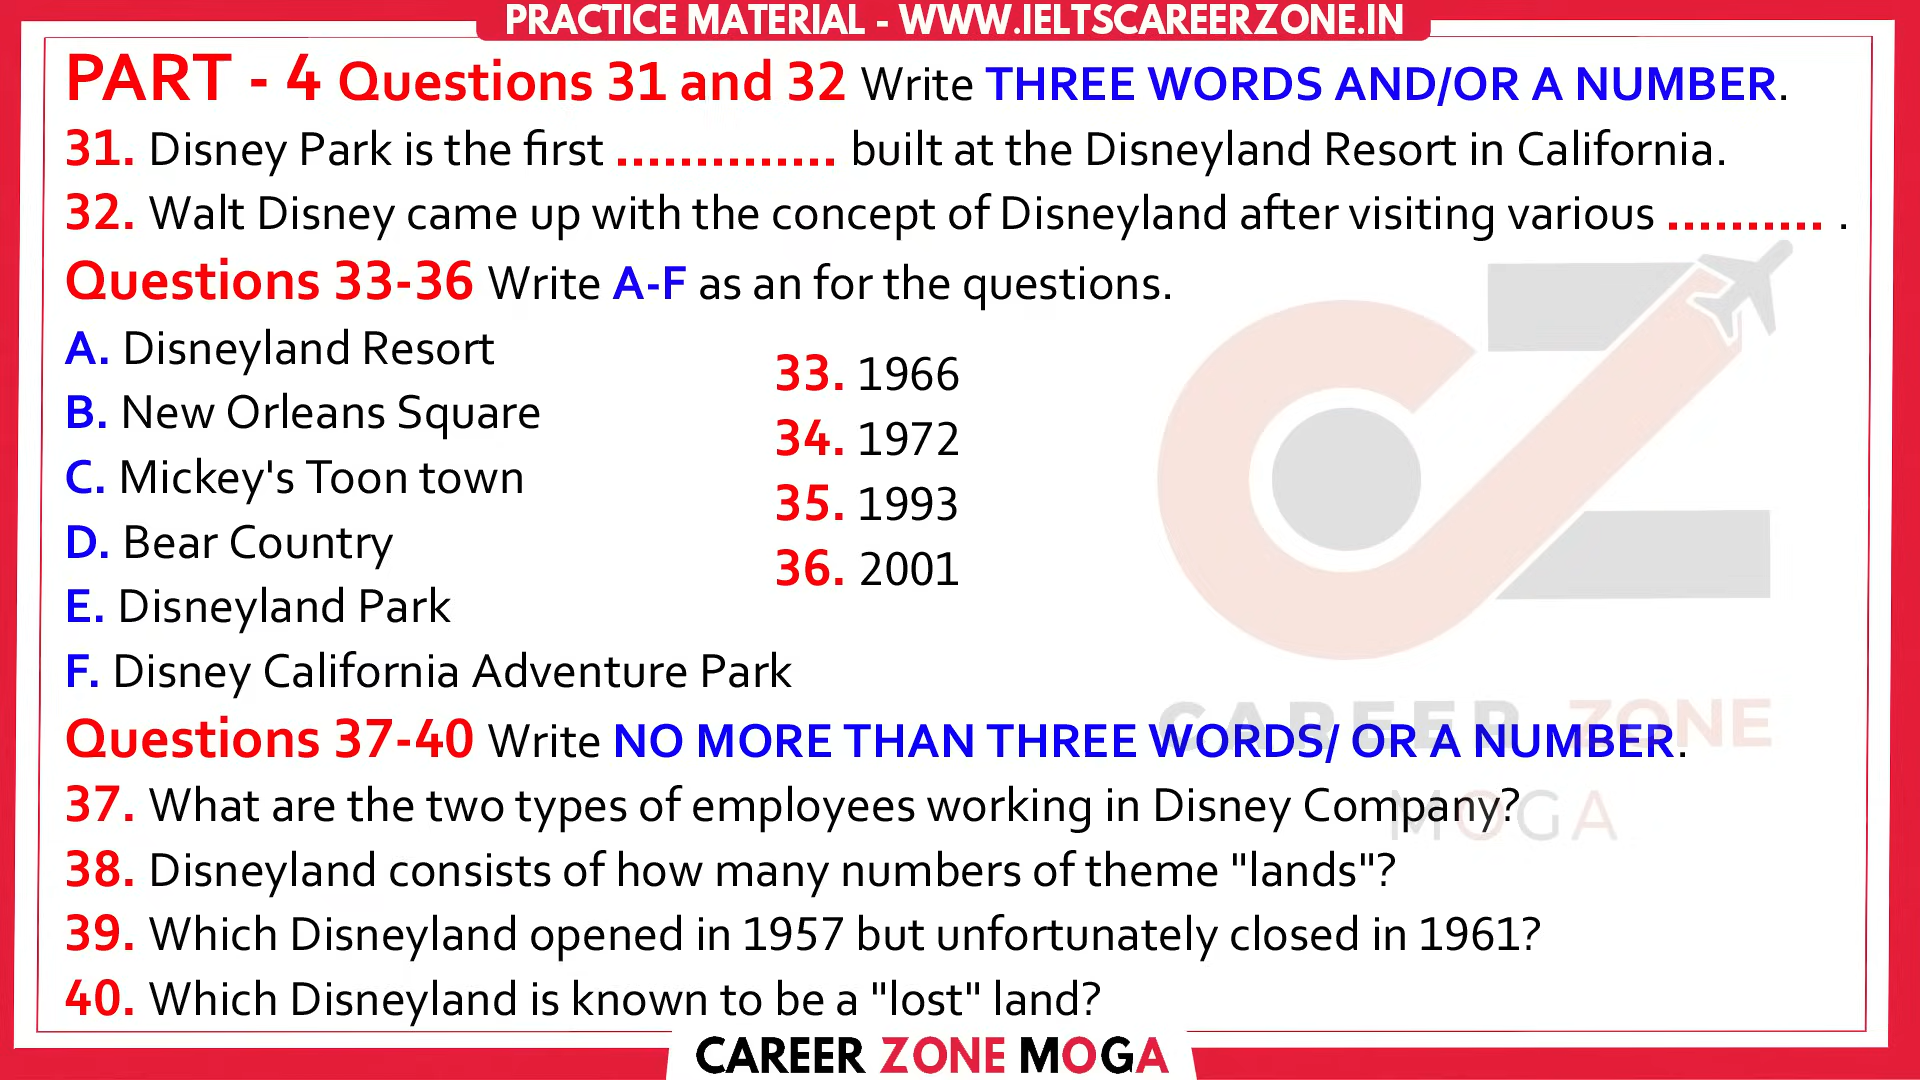 PRACTICE MATERIAL - WWW.IELTSCAREERZONE.IN
PART - 4 Questions 31 and 32 Write THREE WORDS AND/OR A NUMBER.
31. Disney Park is the first .............. built at the Disneyland Resort in California.
32. Walt Disney came up with the concept of Disneyland after visiting various .......... .
Questions 33-36 Write A-F as an for the questions.
A. Disneyland Resort
B. New Orleans Square
C. Mickey's Toon town
D. Bear Country
E. Disneyland Park
F. Disney California Adventure Park
33. 1966
34. 1972
35. 1993
36. 2001
CAREER ZONE
MOGA
Questions 37-40 Write NO MORE THAN THREE WORDS/ OR A NUMBER.
37. What are the two types of employees working in Disney Company?
38. Disneyland consists of how many numbers of theme "lands"?
39. Which Disneyland opened in 1957 but unfortunately closed in 1961?
40. Which Disneyland is known to be a "lost" land?
CAREER ZONE MOGA